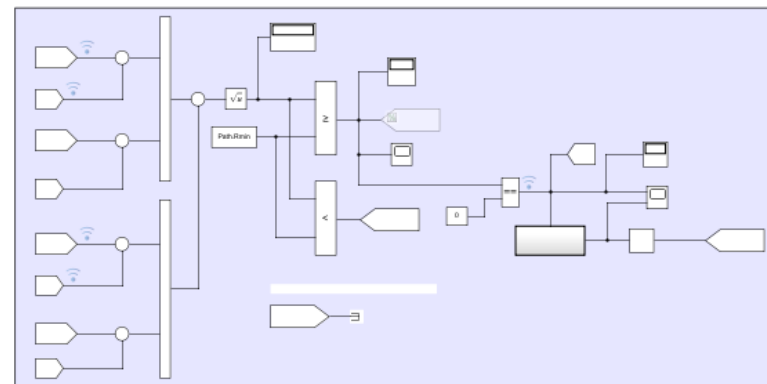 √u
Path.Rmin
≥
<
==
0